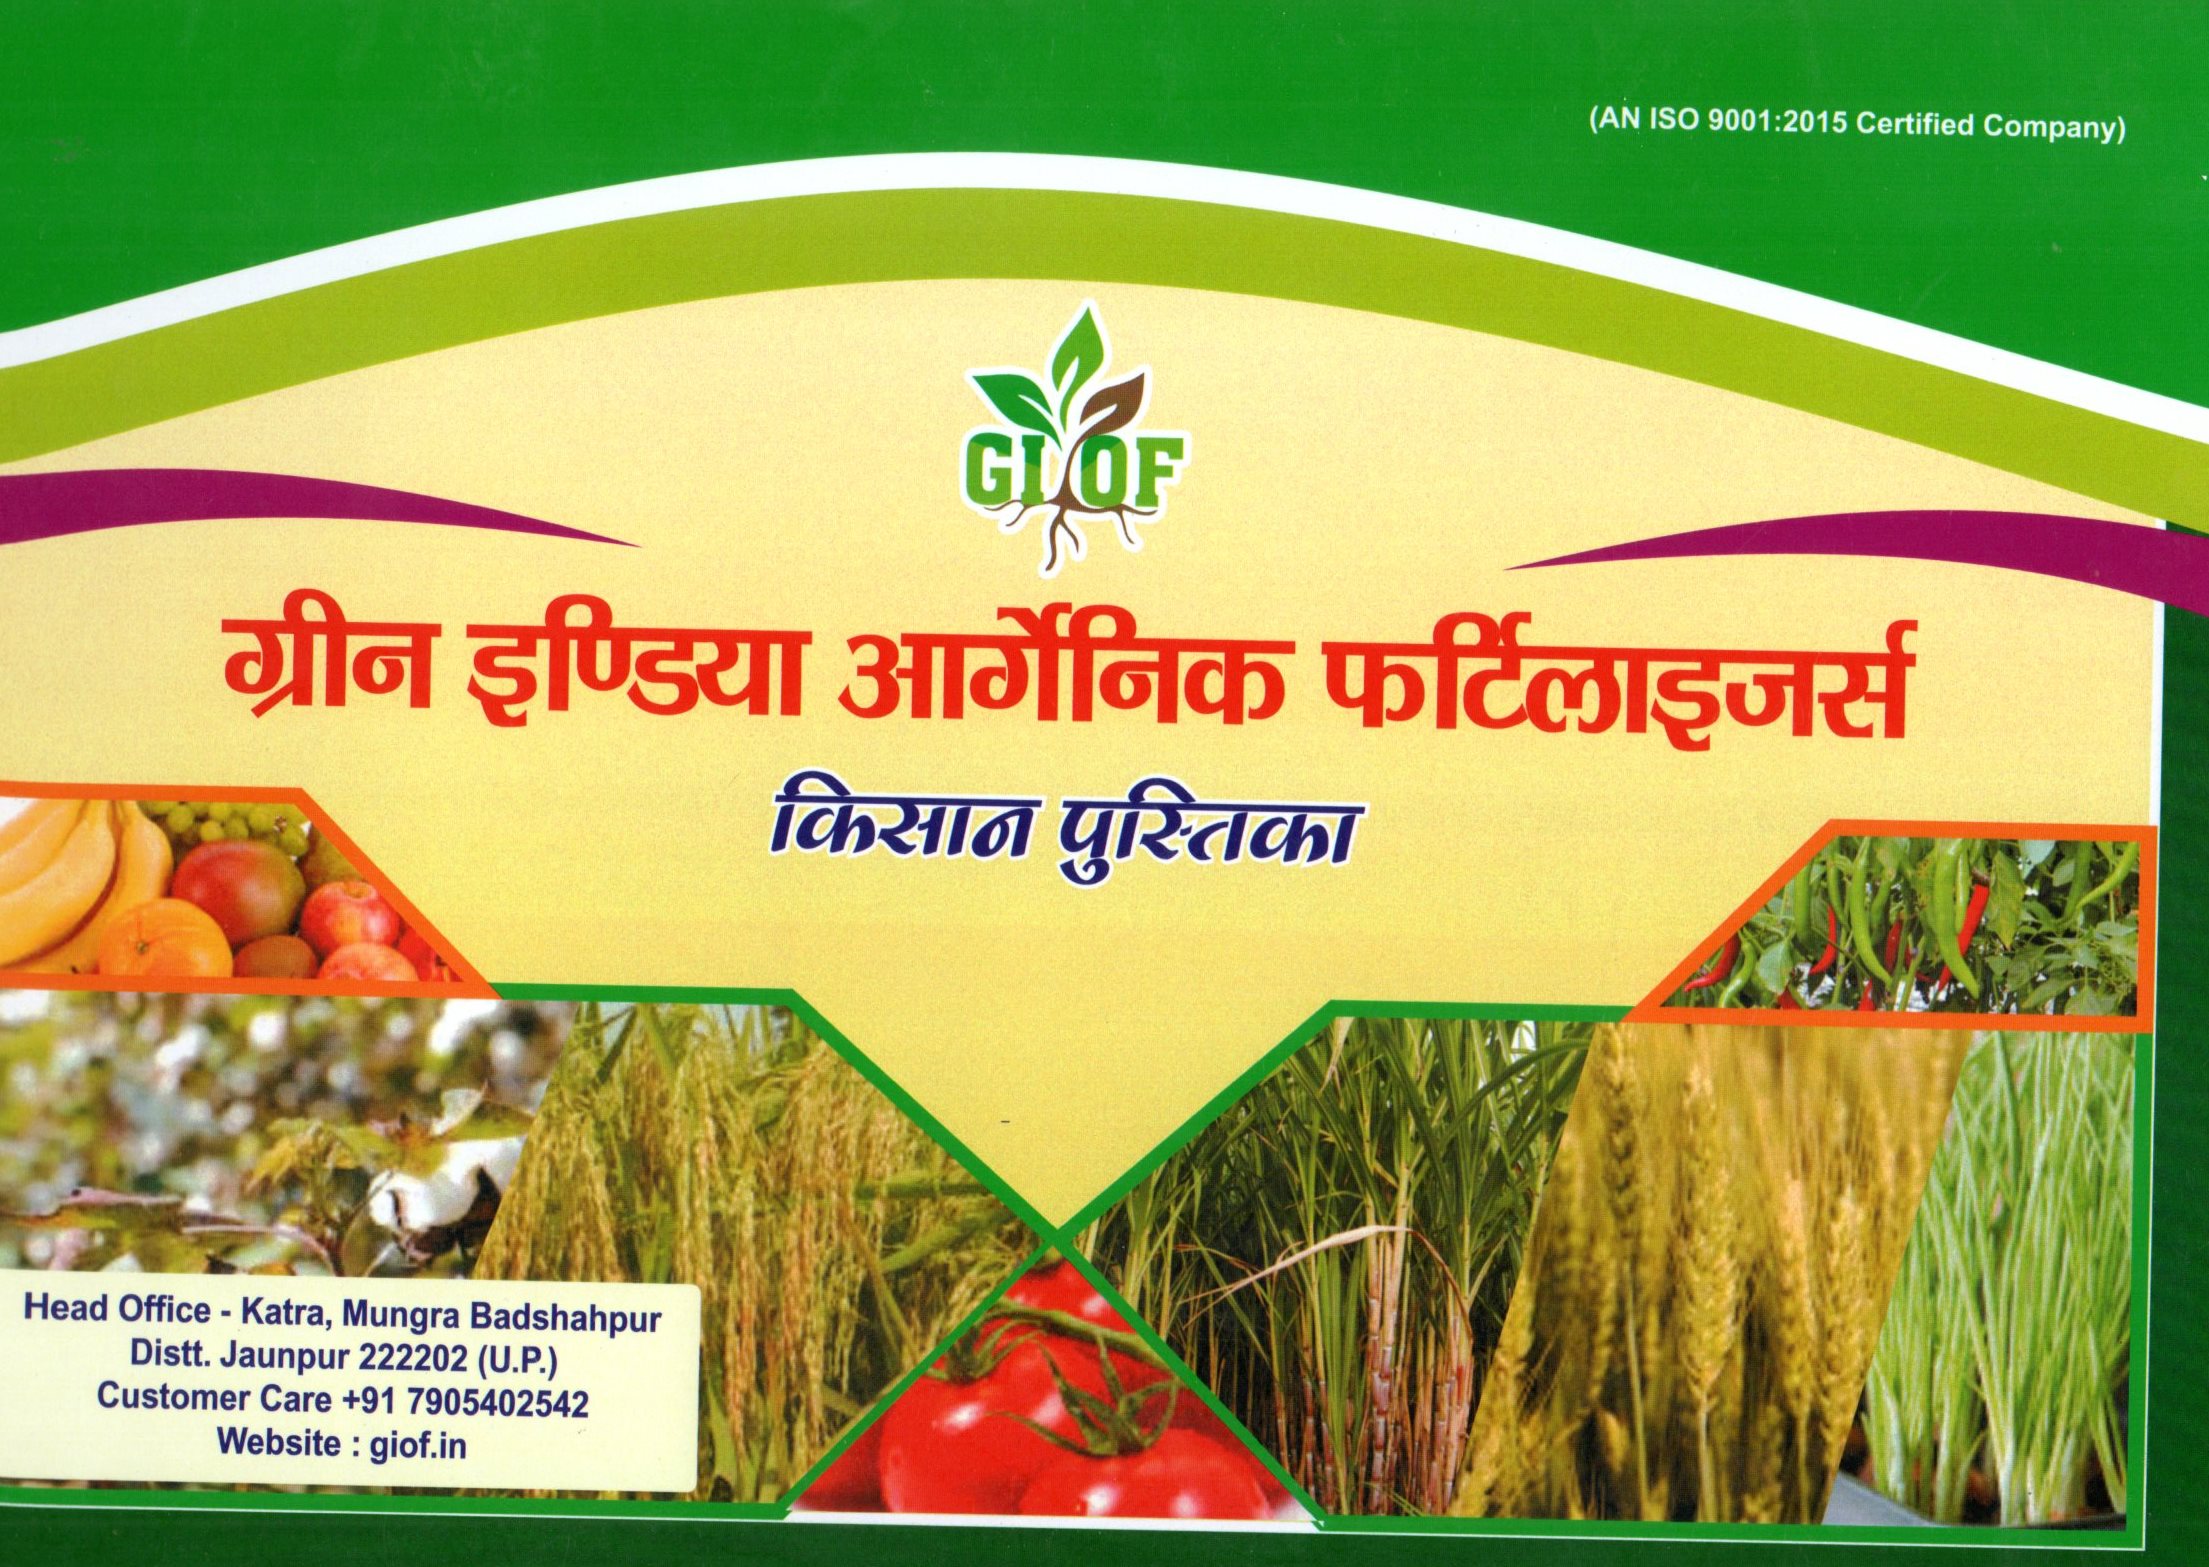 (AN ISO 9001:2015 Certified Company)
GIOF
ग्रीन इण्डिया आर्गेनिक फर्टिलाइजर्स
किसान पुस्तिका
Head Office - Katra, Mungra Badshahpur
Distt. Jaunpur 222202 (U.P.)
Customer Care +91 7905402542
Website : giof.in